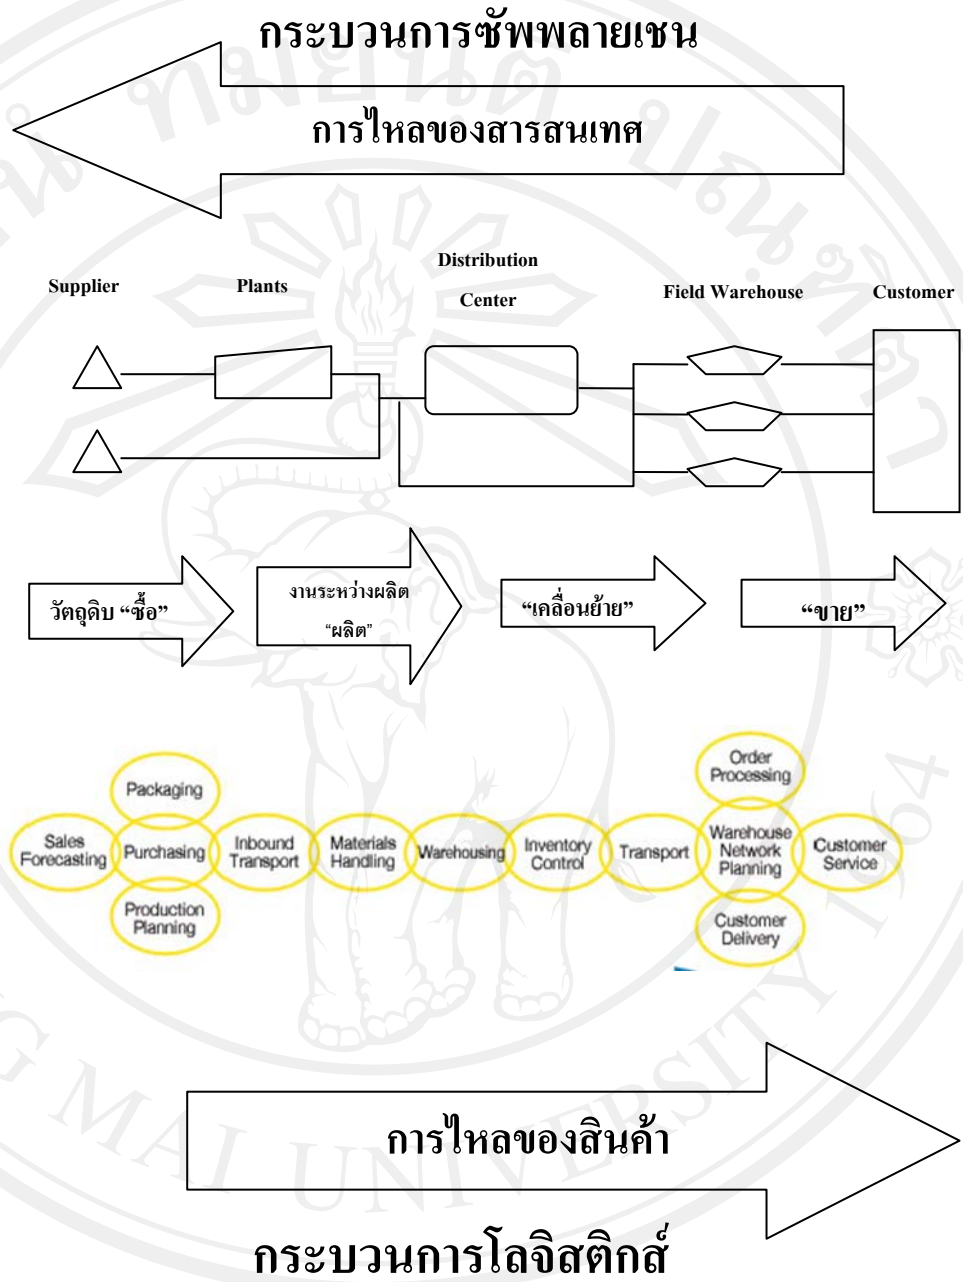 กระบวนการซัพพลายเชน
การไหลของสารสนเทศ
Supplier
Plants
Distribution
Center
Field Warehouse
Customer
วัตถุดิบ “ซื้อ”
งานระหว่างผลิต
“ผลิต”
“เคลื่อนย้าย”
“ขาย”
Packaging
Sales
Forecasting
Purchasing
Production
Planning
Inbound
Transport
Materials
Handling
Warehousing
Inventory
Control
Transport
Order
Processing
Warehouse
Network
Planning
Customer
Delivery
Customer
Service
การไหลของสินค้า
กระบวนการโลจิสติกส์
MAI UNIVERSITY 1964